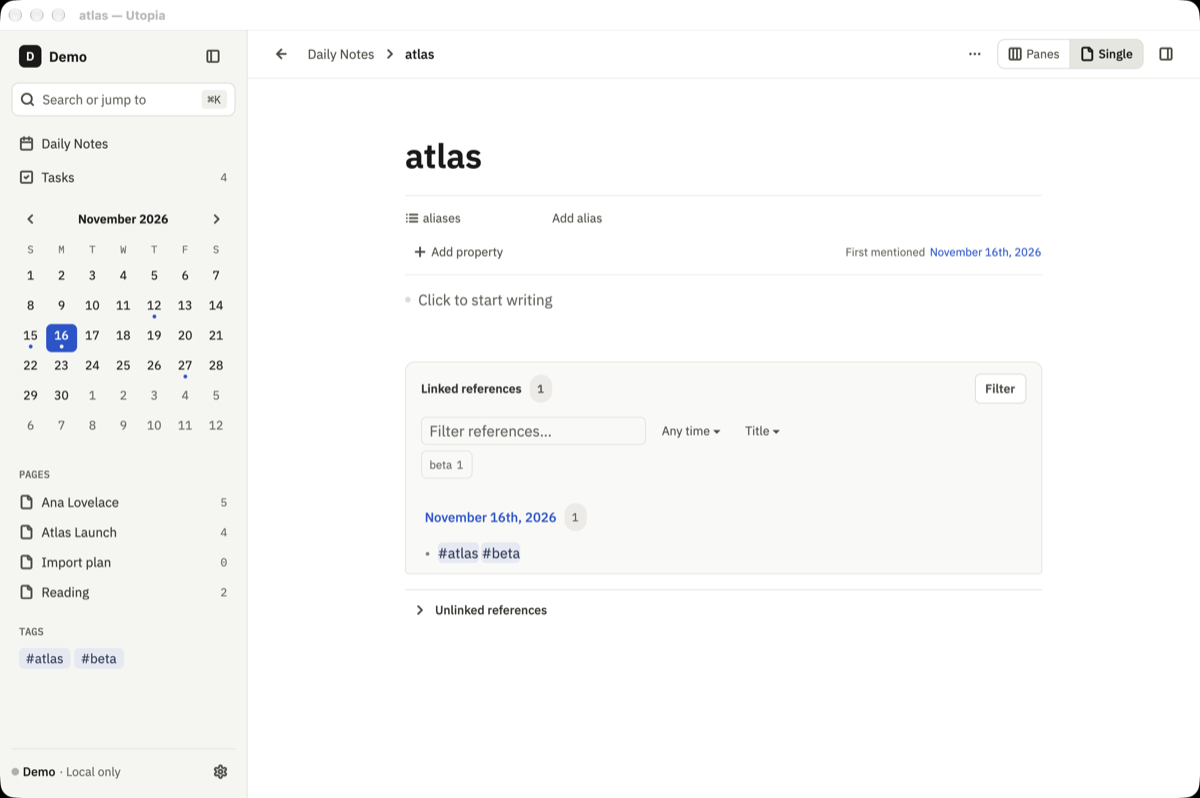 atlas — Utopia
D Demo
Search or jump to ⌘K
Daily Notes
Tasks 4
November 2026
S M T W T F S
1 2 3 4 5 6 7
8 9 10 11 12 13 14
15 16 17 18 19 20 21
22 23 24 25 26 27 28
29 30 1 2 3 4 5
6 7 8 9 10 11 12
PAGES
Ana Lovelace 5
Atlas Launch 4
Import plan 0
Reading 2
TAGS
#atlas #beta
Demo · Local only
Daily Notes > atlas
... Panes Single
atlas
aliases Add alias
+ Add property First mentioned November 16th, 2026
Click to start writing
Linked references 1 Filter
Filter references... Any time Title
beta 1
November 16th, 2026 1
• #atlas #beta
Unlinked references